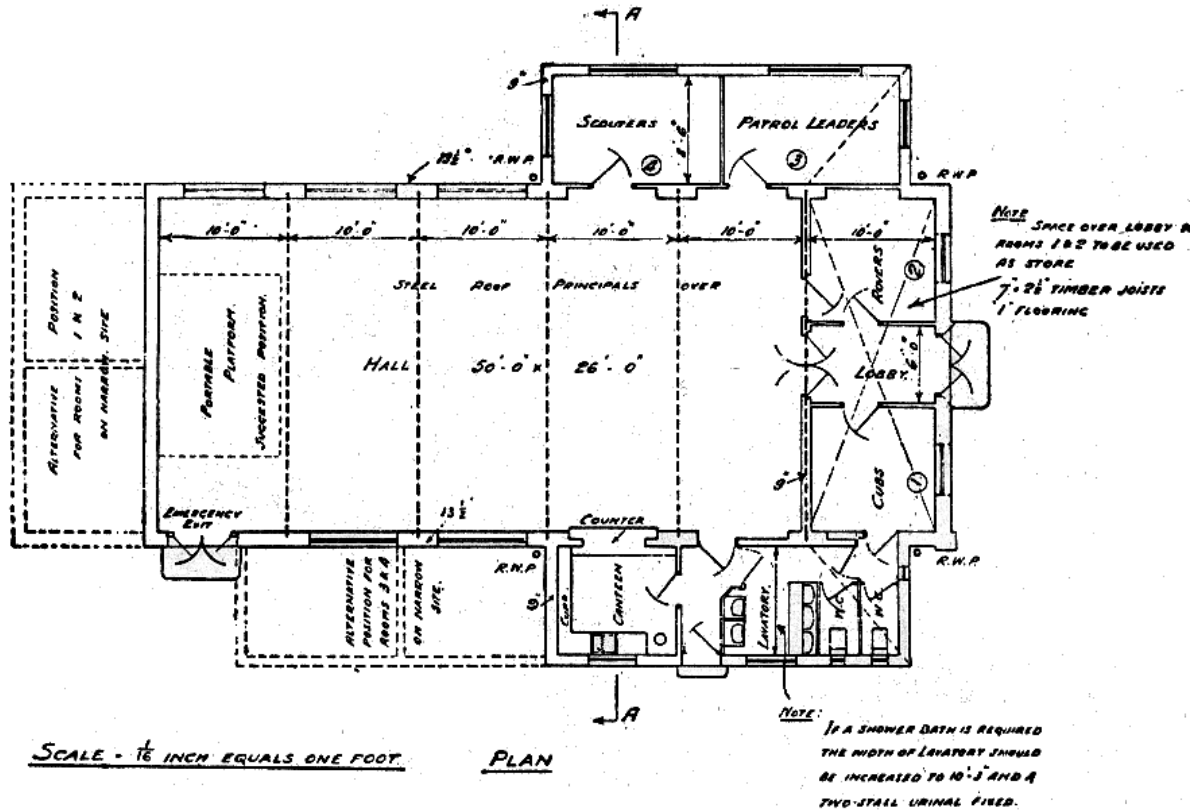 A
9"
SCOUTERS
8'-6"
PATROL LEADERS
4
3
13½"
R.W.P
R.W.P
10'-0"
10'-0"
10'-0"
10'-0"
10'-0"
10'-0"
NOTE
SPACE OVER LOBBY &
ROOMS 1 & 2 TO BE USED
AS STORE
7" × 2½" TIMBER JOISTS
1" FLOORING
POSITION
1 & 2
ALTERNATIVE
FOR ROOMS
ON NARROW SITE
PORTABLE
PLATFORM.
SUGGESTED POSITION.
STEEL ROOF PRINCIPALS OVER
ROVERS
2
HALL 50'-0" × 26'-0"
LOBBY.
6'-0"
9"
CUBS
1
EMERGENCY
EXIT
13½"
COUNTER
R.W.P
R.W.P.
ALTERNATIVE
POSITION FOR
ROOMS 3 & 4
ON NARROW
SITE.
9"
CUPD
CANTEEN
LAVATORY.
W.C
W.C
A
NOTE:
IF A SHOWER BATH IS REQUIRED
THE WIDTH OF LAVATORY SHOULD
BE INCREASED TO 10'-3" AND A
TWO-STALL URINAL FIXED.
SCALE - 1/16 INCH EQUALS ONE FOOT.
PLAN